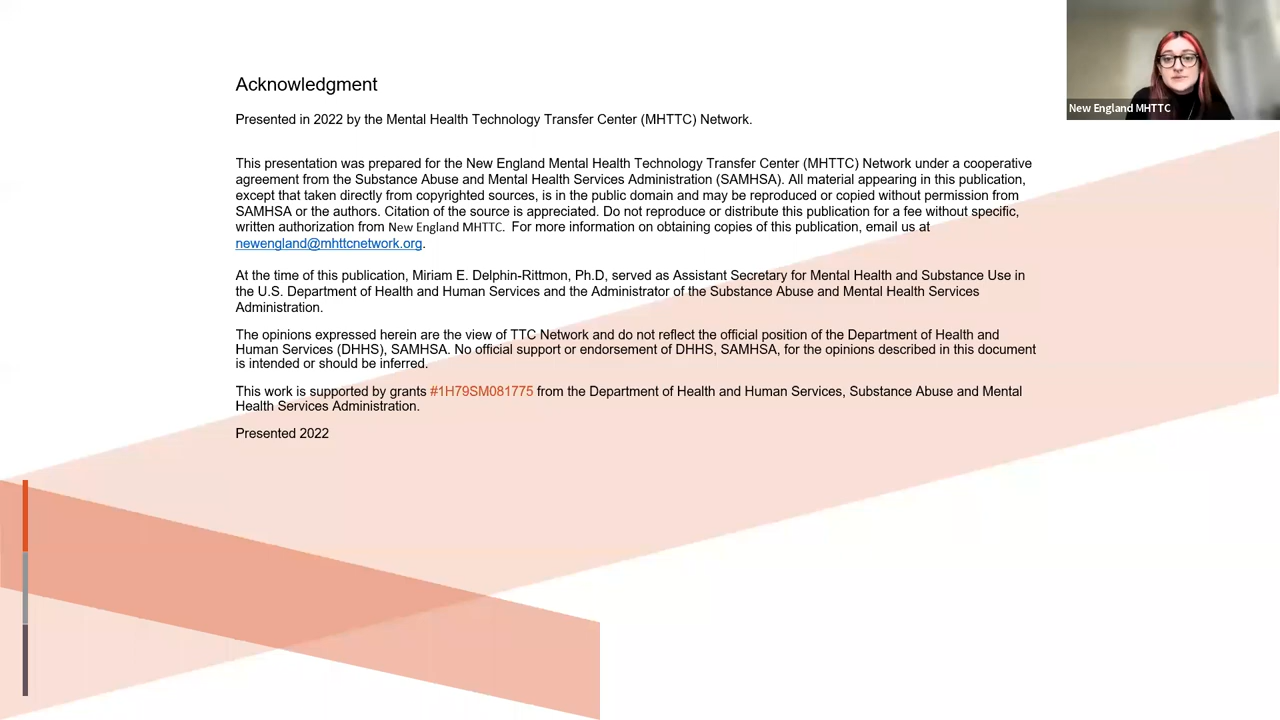 Acknowledgment
Presented in 2022 by the Mental Health Technology Transfer Center (MHTTC) Network.
This presentation was prepared for the New England Mental Health Technology Transfer Center (MHTTC) Network under a cooperative
agreement from the Substance Abuse and Mental Health Services Administration (SAMHSA). All material appearing in this publication,
except that taken directly from copyrighted sources, is in the public domain and may be reproduced or copied without permission from
SAMHSA or the authors. Citation of the source is appreciated. Do not reproduce or distribute this publication for a fee without specific,
written authorization from New England MHTTC. For more information on obtaining copies of this publication, email us at
newengland@mhttcnetwork.org.
At the time of this publication, Miriam E. Delphin-Rittmon, Ph.D, served as Assistant Secretary for Mental Health and Substance Use in
the U.S. Department of Health and Human Services and the Administrator of the Substance Abuse and Mental Health Services
Administration.
The opinions expressed herein are the view of TTC Network and do not reflect the official position of the Department of Health and
Human Services (DHHS), SAMHSA. No official support or endorsement of DHHS, SAMHSA, for the opinions described in this document
is intended or should be inferred.
This work is supported by grants #1H79SM081775 from the Department of Health and Human Services, Substance Abuse and Mental
Health Services Administration.
Presented 2022
New England MHTTC